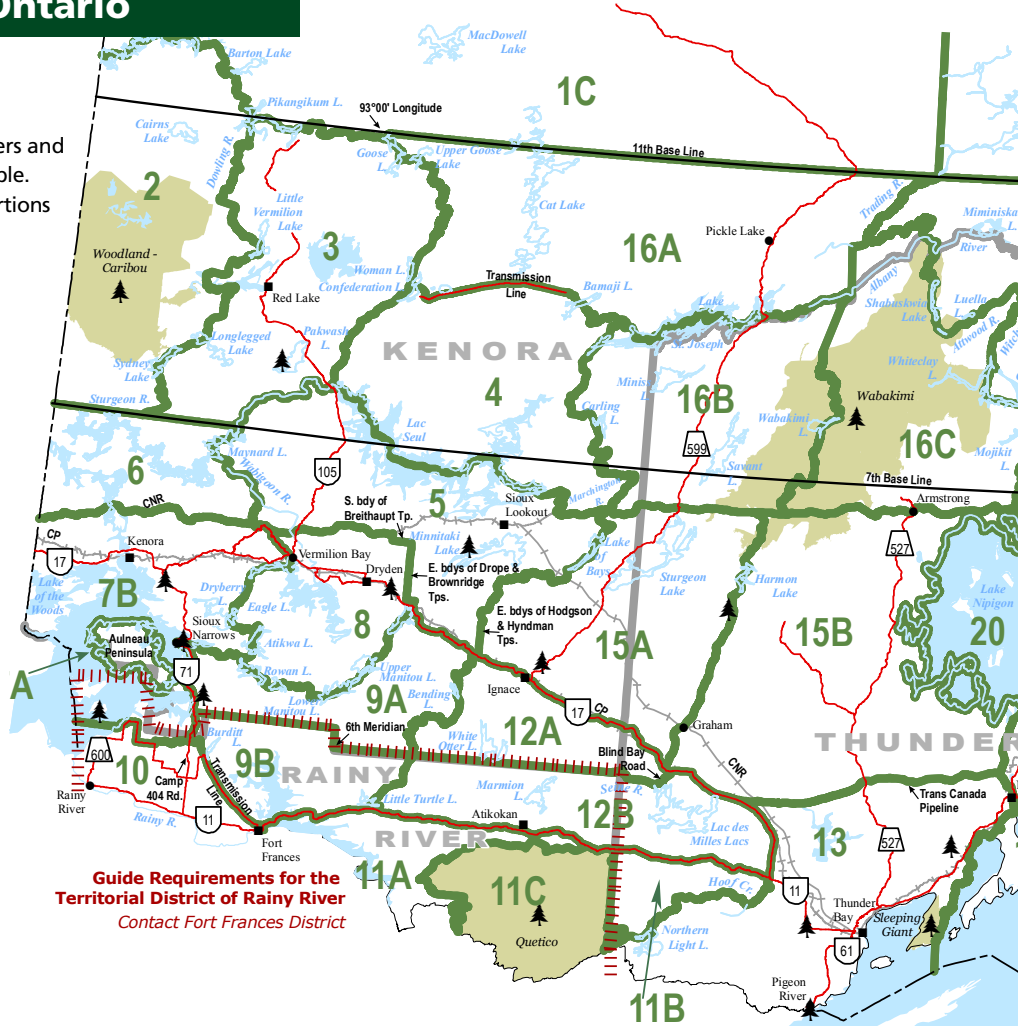 Ontario
ers and
ple.
rtions
Barton Lake
MacDowell
Lake
1C
Pikangikum L.
93°00' Longitude
Cairns
Lake
Dowling R.
Goose
L.
Upper Goose
Lake
11th Base Line
2
Little
Vermilion
Lake
Cat Lake
Trading R.
Miminiska
L.
Pickle Lake
River
3
16A
Woodland -
Caribou
Woman L.
Confederation L.
Transmission
Line
Bamaji L.
Albany
Red Lake
Lake
St. Joseph
Shabuskwia
Lake
Luella
L.
Attwood R.
Witch
Longlegged
Lake
Pakwash
L.
KENORA
Whiteclay
L.
Sydney
Lake
4
Minis
L.
16B
Wabakimi
Sturgeon R.
Carling
L.
Wabakimi
L.
Lac
Seul
599
16C
Mojikit
L.
Maynard L.
6
Wabigoon R.
105
Savant
L.
7th Base Line
Marchington
R.
CNR
S. bdy of
Breithaupt Tp.
5
Sioux
Lookout
Armstrong
CP
17
Kenora
Minnitaki
Lake
527
Vermilion Bay
Lake
of
Bays
Lake
of the
Woods
Dryden
E. bdys of Drope &
Brownridge
Tps.
Sturgeon
Lake
Harmon
Lake
Lake
Nipigon
7B
Dryberry
L.
Eagle L.
E. bdys of Hodgson
& Hyndman
Tps.
Sioux
Narrows
8
15A
15B
20
Aulneau
Peninsula
Atikwa L.
A
71
Rowan L.
Upper
Manitou L.
Ignace
9A
Bending
L.
Lower
Manitou L.
17
CP
6th Meridian
Graham
Burditt
L.
White
Otter L.
12A
THUNDER
600
10
9B
Blind Bay
Road
CNR
Camp
404 Rd.
RAINY
Transmission
Line
Marmion
L.
Seine R.
Trans Canada
Pipeline
Rainy
River
Little Turtle L.
12B
Rainy R.
11
Atikokan
Lac des
Milles Lacs
13
527
RIVER
Fort
Frances
Guide Requirements for the
Territorial District of Rainy River
Contact Fort Frances District
11A
11C
Hoof Cr.
11
Thunder
Bay
Sleeping
Giant
Quetico
Northern
Light L.
61
Pigeon
River
11B